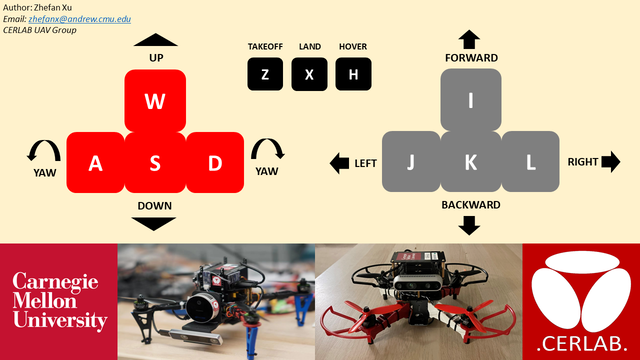 Author: Zhefan Xu
Email: zhefanx@andrew.cmu.edu
CERLAB UAV Group
TAKEOFF LAND HOVER
Z X H
UP
W
A S D
YAW YAW
DOWN
FORWARD
I
J K L
LEFT RIGHT
BACKWARD
Carnegie
Mellon
University
.CERLAB.